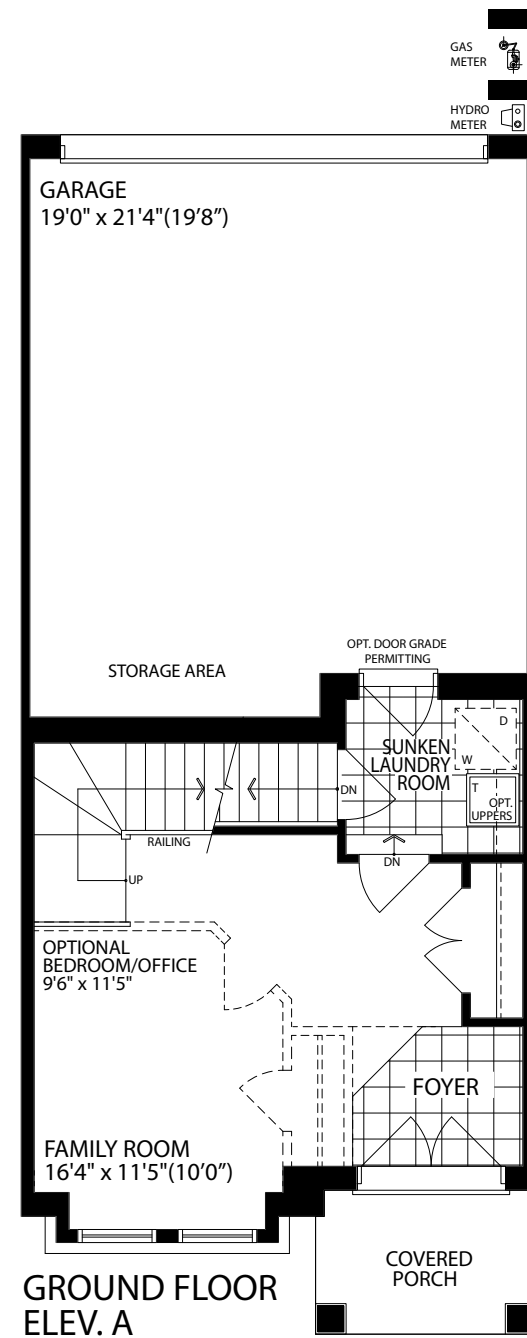 GAS
METER
HYDRO
METER
GARAGE
19'0" x 21'4"(19’8”)
STORAGE AREA
OPT. DOOR GRADE
PERMITTING
D
SUNKEN
LAUNDRY
ROOM
W
T
OPT.
UPPERS
DN
RAILING
DN
UP
OPTIONAL
BEDROOM/OFFICE
9'6" x 11'5"
FOYER
FAMILY ROOM
16'4" x 11'5"(10’0”)
COVERED
PORCH
GROUND FLOOR
ELEV. A